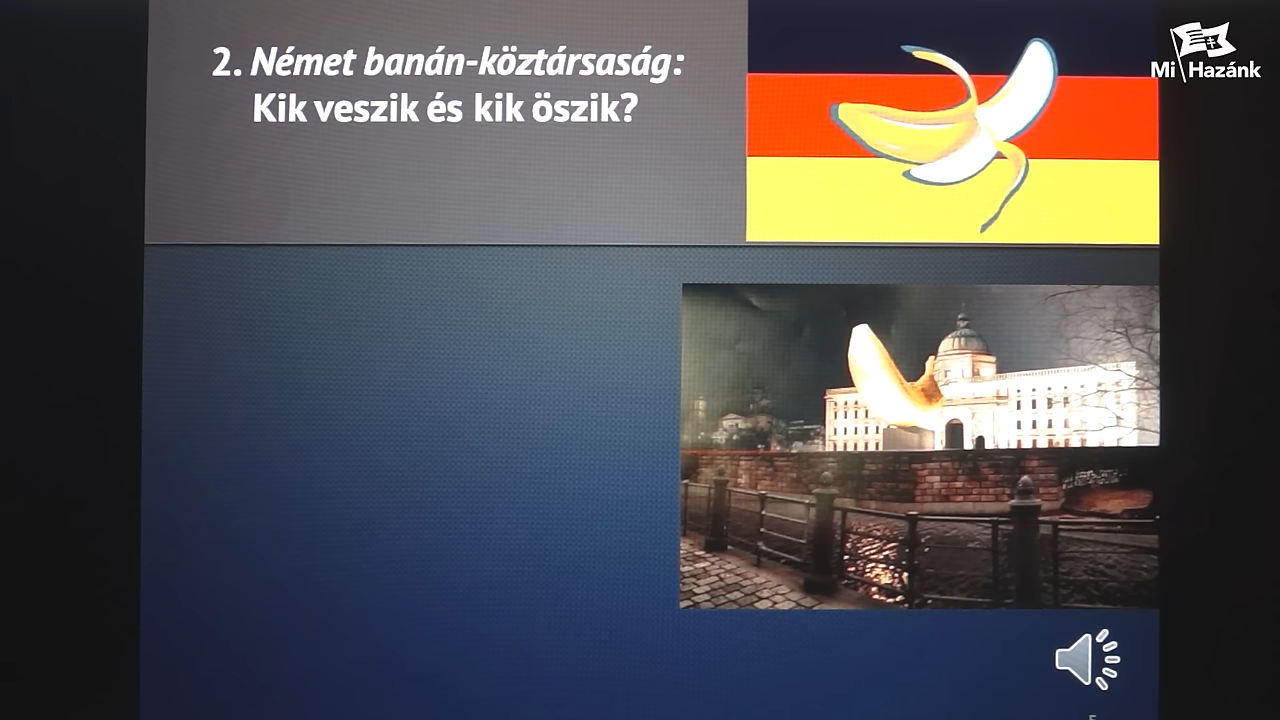 2. Német banán-köztársaság:
Kik veszik és kik öszik?
Mi Hazánk